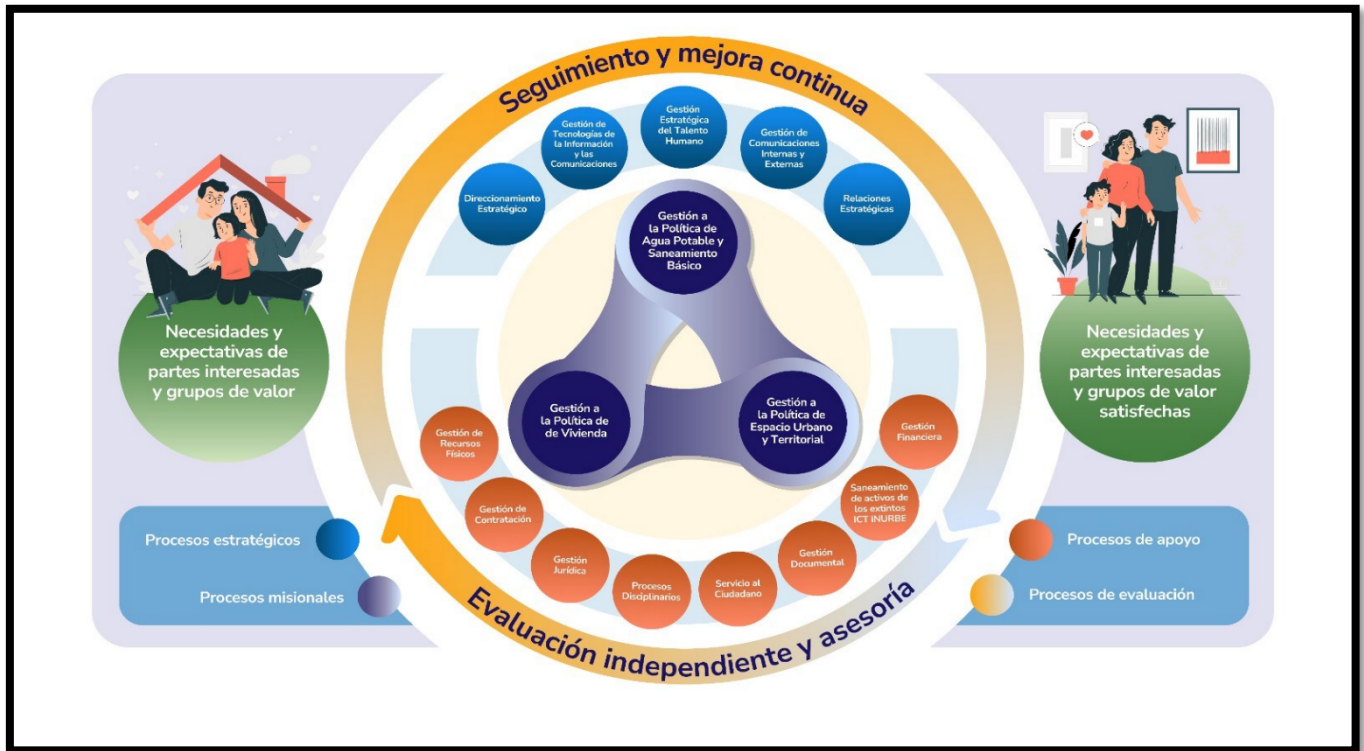 Seguimiento y mejora continua
Gestión
Estratégica
del Talento
Humano
Gestión de
Tecnologías de
la Información
y las
Comunicaciones
Gestión de
Comunicaciones
Internas y
Externas
Direccionamiento
Estratégico
Relaciones
Estratégicas
Gestión a
la Política de
Agua Potable y
Saneamiento
Básico
Necesidades y
expectativas de
partes interesadas
y grupos de valor
Necesidades y
expectativas de
partes interesadas
y grupos de valor
satisfechas
Gestión a
la Política de
de Vivienda
Gestión a
la Política de
Espacio Urbano
y Territorial
Gestión de
Recursos
Físicos
Gestión
Financiera
Gestión de
Contratación
Saneamiento
de activos de
los extintos
ICT INURBE
Gestión
Jurídica
Gestión
Documental
Procesos
Disciplinarios
Servicio al
Ciudadano
Evaluación independiente y asesoría
Procesos estratégicos
Procesos misionales
Procesos de apoyo
Procesos de evaluación